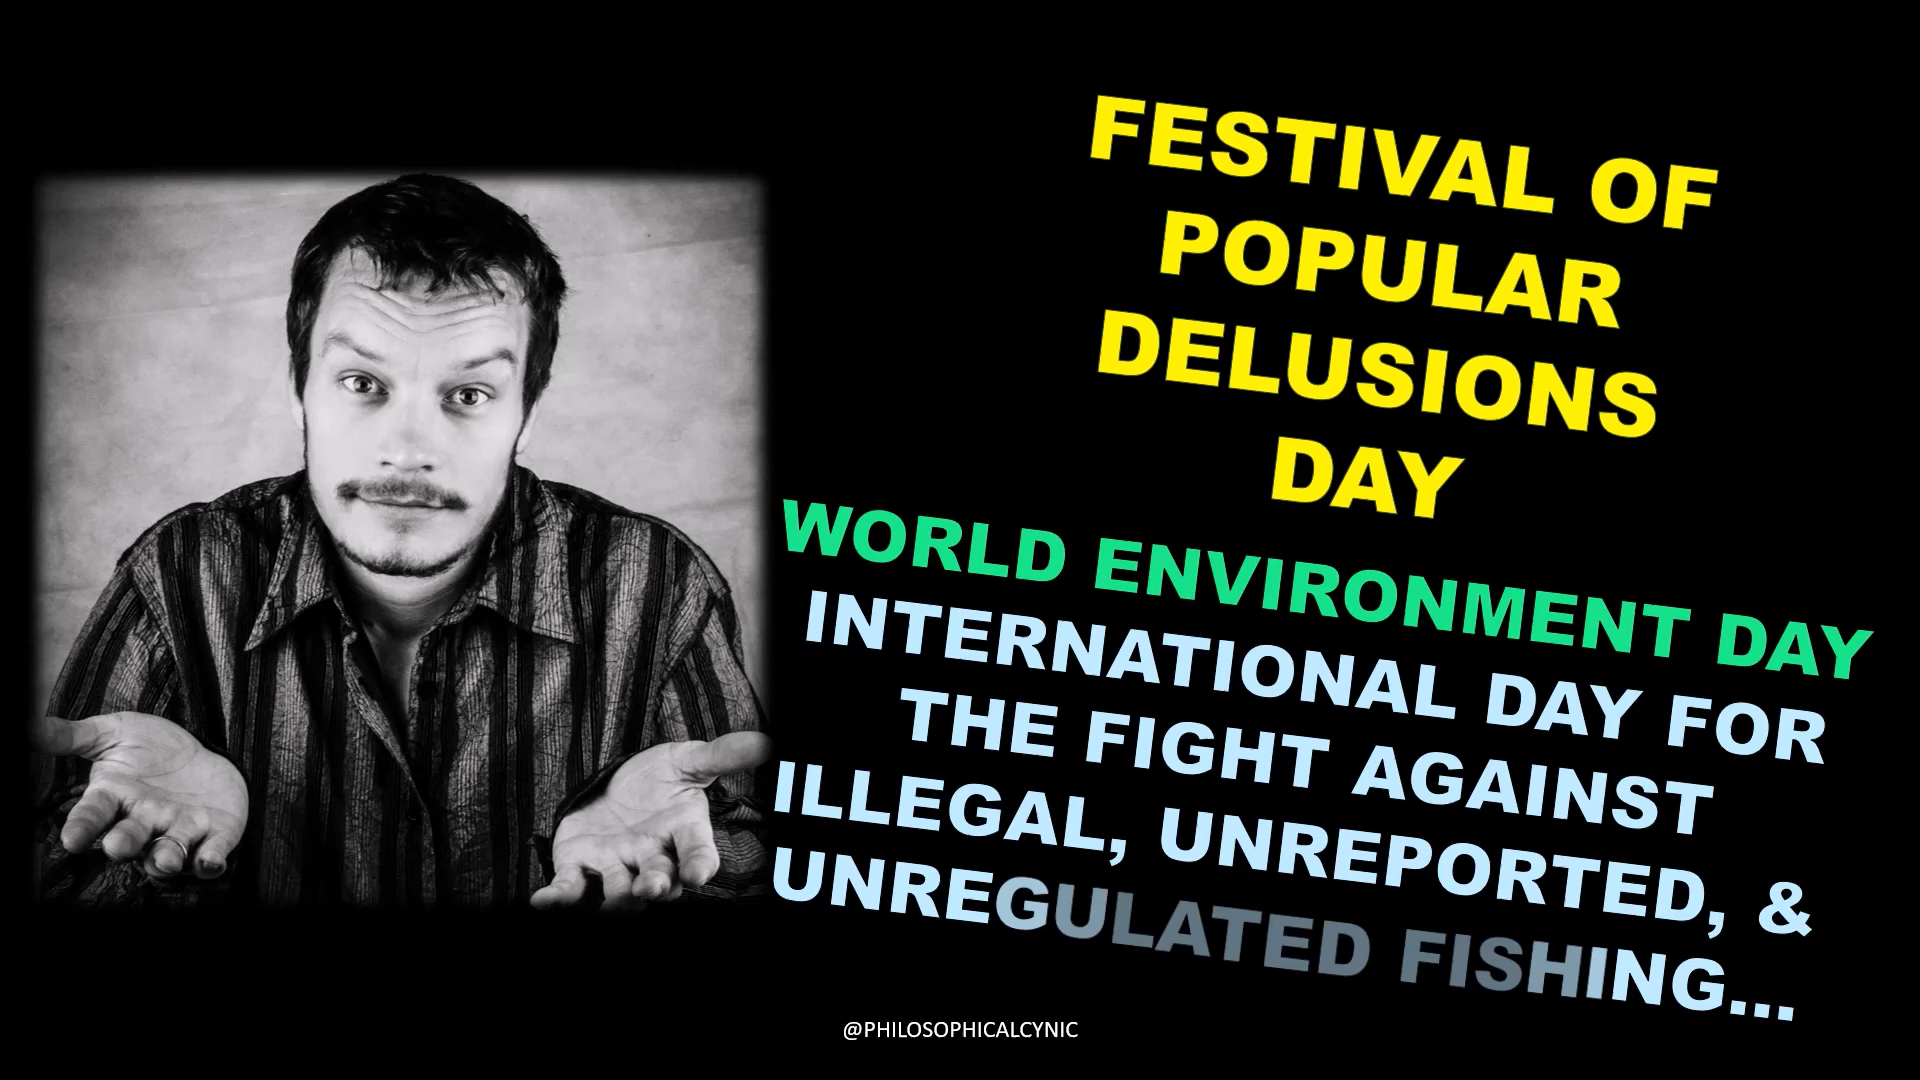 FESTIVAL OF
POPULAR
DELUSIONS
DAY
WORLD ENVIRONMENT DAY
INTERNATIONAL DAY FOR
THE FIGHT AGAINST
ILLEGAL, UNREPORTED, &
UNREGULATED FISHING...
@PHILOSOPHICALCYNIC